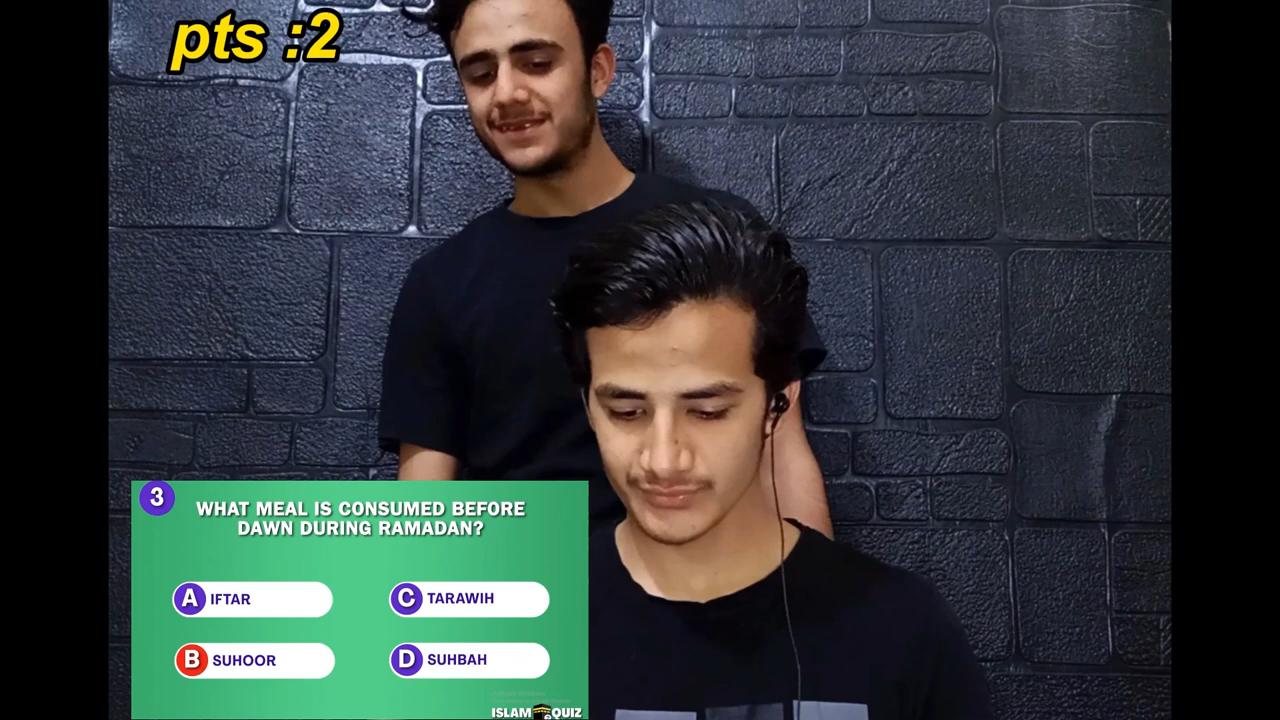 pts :2
3
WHAT MEAL IS CONSUMED BEFORE
DAWN DURING RAMADAN?
A IFTAR
C TARAWIH
B SUHOOR
D SUHBAH
ISLAM QUIZ